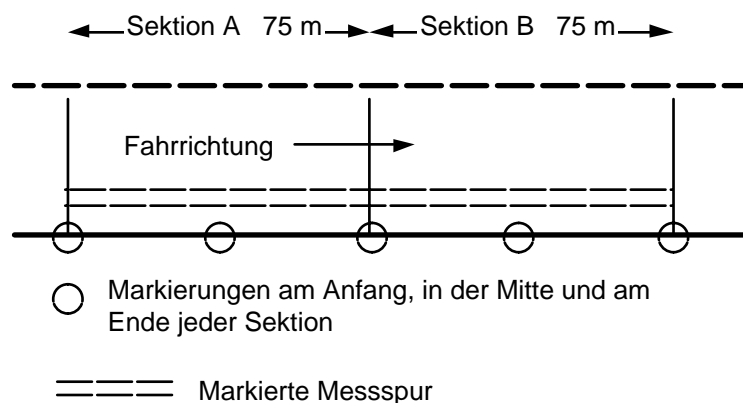 Sektion A 75 m Sektion B 75 m
Fahrrichtung
Markierungen am Anfang, in der Mitte und am
Ende jeder Sektion
Markierte Messspur